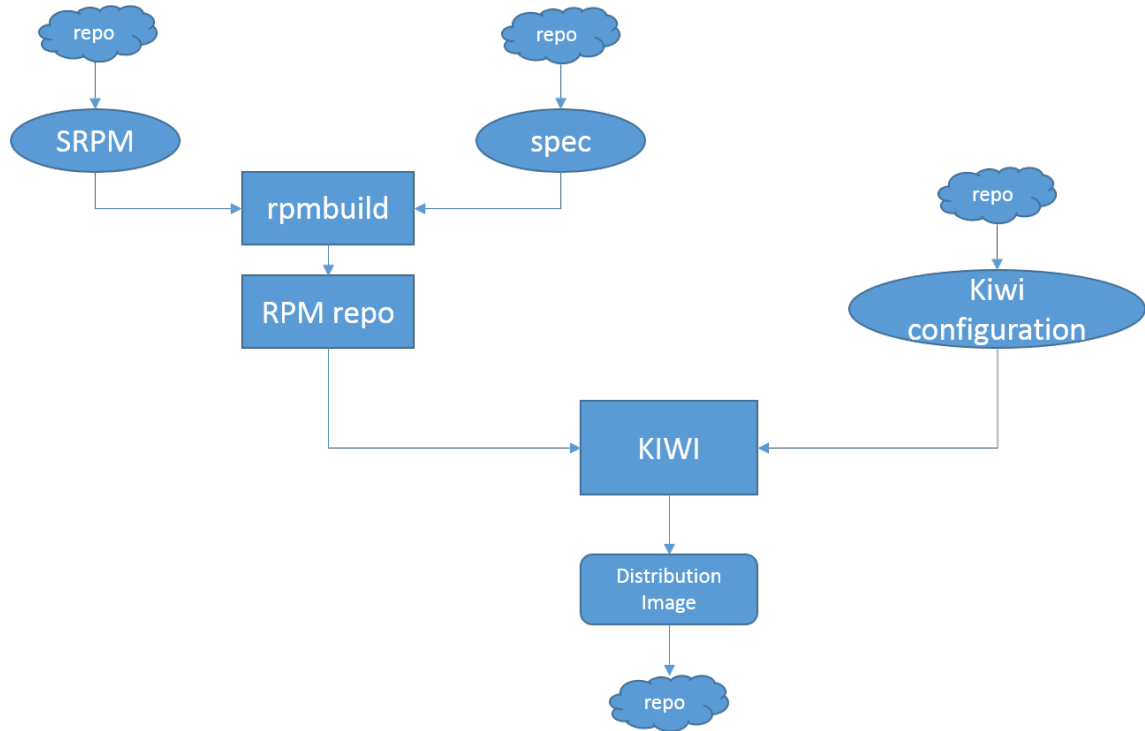 repo
repo
SRPM
spec
repo
rpmbuild
RPM repo
Kiwi
configuration
KIWI
Distribution
Image
repo